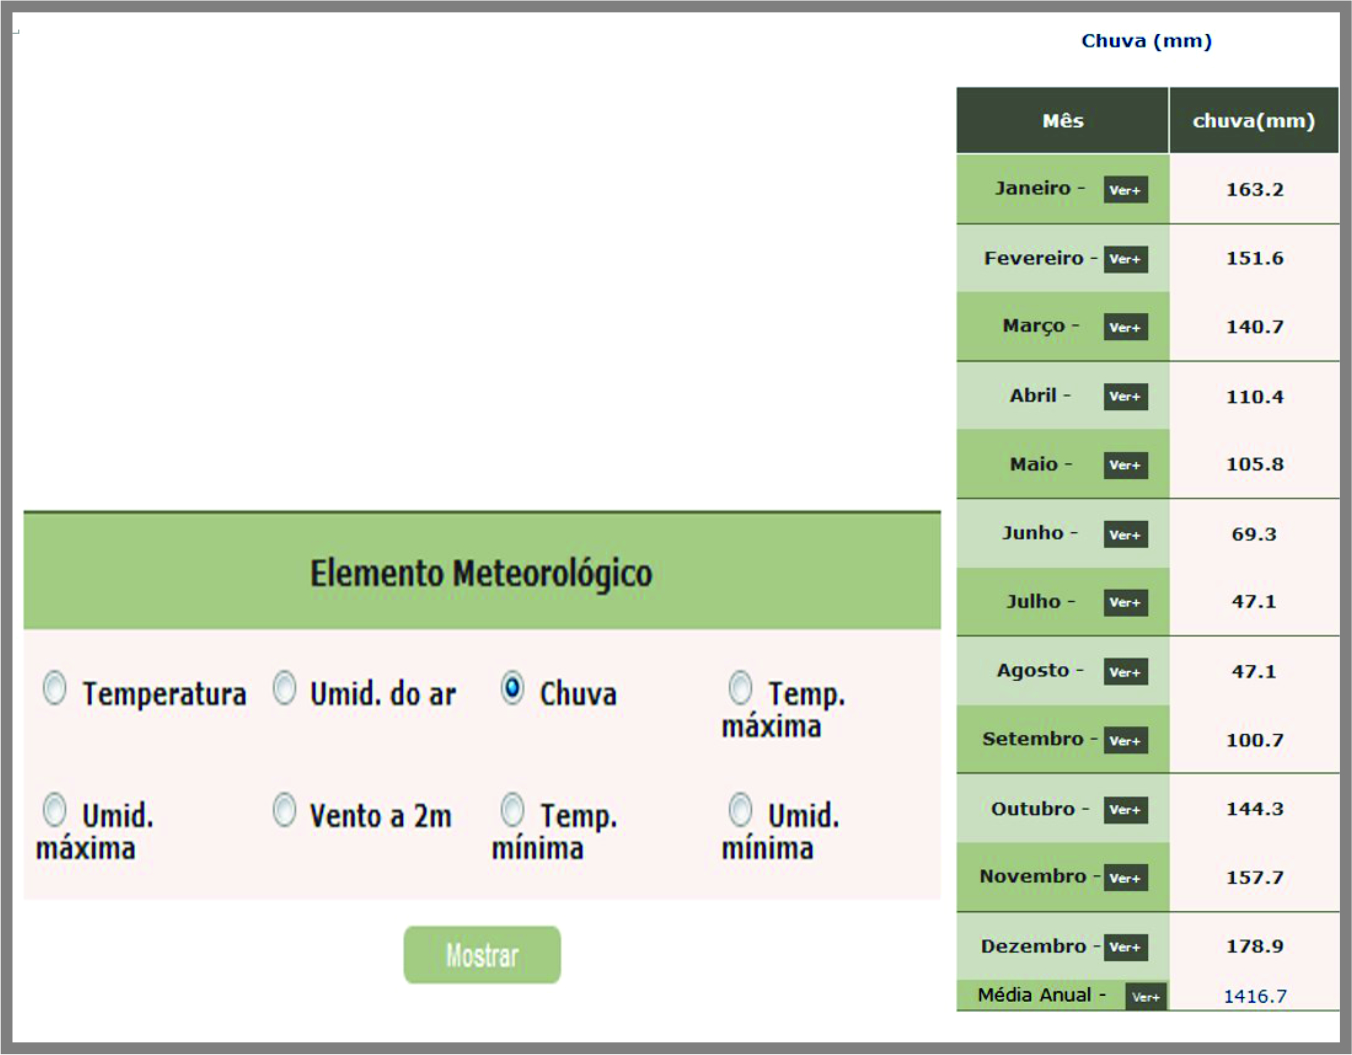 Chuva (mm)
Mês chuva(mm)
Janeiro - Ver+ 163.2
Fevereiro - Ver+ 151.6
Março - Ver+ 140.7
Abril - Ver+ 110.4
Maio - Ver+ 105.8
Junho - Ver+ 69.3
Julho - Ver+ 47.1
Agosto - Ver+ 47.1
Setembro - Ver+ 100.7
Outubro - Ver+ 144.3
Novembro - Ver+ 157.7
Dezembro - Ver+ 178.9
Média Anual - Ver+ 1416.7
Elemento Meteorológico
Temperatura Umid. do ar Chuva Temp.
máxima
Umid. Vento a 2m Temp. Umid.
máxima mínima mínima
Mostrar